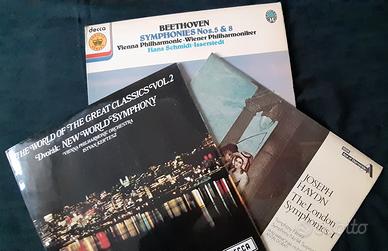 decca
BEETHOVEN
SYMPHONIES Nos. 5 & 8
Vienna Philharmonic · Wiener Philharmoniker
Hans Schmidt-Isserstedt
THE WORLD OF THE GREAT CLASSICS VOL.2
Dvořák: NEW WORLD SYMPHONY
VIENNA PHILHARMONIC ORCHESTRA
ISTVAN KERTESZ
DECCA
JOSEPH
HAYDN
The London
Symphonies
subito